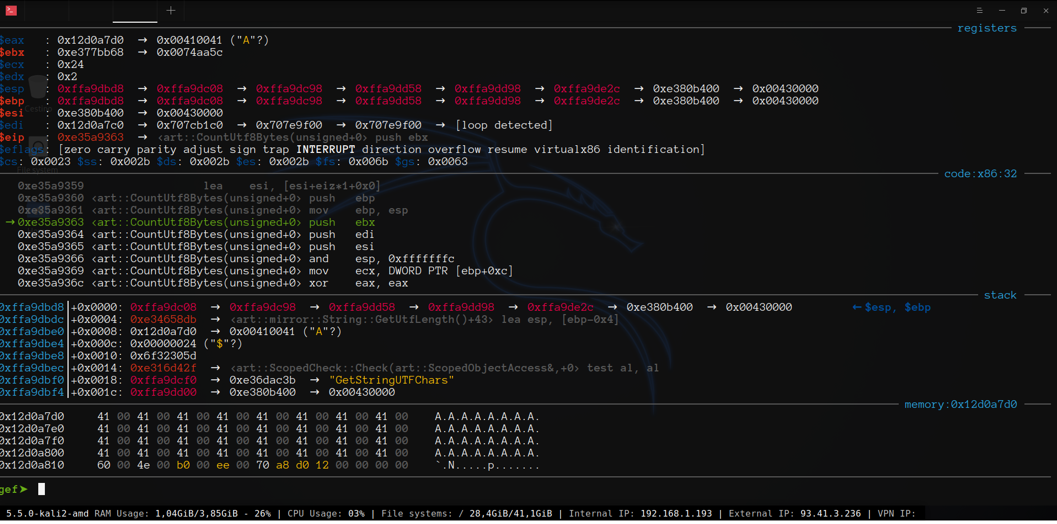 registers
$eax   : 0x12d0a7d0  →  0x00410041 ("A"?)
$ebx   : 0xe377bb68  →  0x0074aa5c
$ecx   : 0x24
$edx   : 0x2
$esp   : 0xffa9dbd8  →  0xffa9dc08  →  0xffa9dc98  →  0xffa9dd58  →  0xffa9dd98  →  0xffa9de2c  →  0xe380b400  →  0x00430000
$ebp   : 0xffa9dbd8  →  0xffa9dc08  →  0xffa9dc98  →  0xffa9dd58  →  0xffa9dd98  →  0xffa9de2c  →  0xe380b400  →  0x00430000
$esi   : 0xe380b400  →  0x00430000
$edi   : 0x12d0a7c0  →  0x707cb1c0  →  0x707e9f00  →  0x707e9f00  →  [loop detected]
$eip   : 0xe35a9363  →  <art::CountUtf8Bytes(unsigned+0> push ebx
$eflags: [zero carry parity adjust sign trap INTERRUPT direction overflow resume virtualx86 identification]
$cs: 0x0023 $ss: 0x002b $ds: 0x002b $es: 0x002b $fs: 0x006b $gs: 0x0063
code:x86:32
0xe35a9359                  lea    esi, [esi+eiz*1+0x0]
0xe35a9360 <art::CountUtf8Bytes(unsigned+0> push   ebp
0xe35a9361 <art::CountUtf8Bytes(unsigned+0> mov    ebp, esp
→0xe35a9363 <art::CountUtf8Bytes(unsigned+0> push   ebx
0xe35a9364 <art::CountUtf8Bytes(unsigned+0> push   edi
0xe35a9365 <art::CountUtf8Bytes(unsigned+0> push   esi
0xe35a9366 <art::CountUtf8Bytes(unsigned+0> and    esp, 0xfffffffc
0xe35a9369 <art::CountUtf8Bytes(unsigned+0> mov    ecx, DWORD PTR [ebp+0xc]
0xe35a936c <art::CountUtf8Bytes(unsigned+0> xor    eax, eax
stack
0xffa9dbd8│+0x0000: 0xffa9dc08  →  0xffa9dc98  →  0xffa9dd58  →  0xffa9dd98  →  0xffa9de2c  →  0xe380b400  →  0x00430000 ← $esp, $ebp
0xffa9dbdc│+0x0004: 0xe34658db  →  <art::mirror::String::GetUtfLength()+43> lea esp, [ebp-0x4]
0xffa9dbe0│+0x0008: 0x12d0a7d0  →  0x00410041 ("A"?)
0xffa9dbe4│+0x000c: 0x00000024 ("$"?)
0xffa9dbe8│+0x0010: 0x6f32305d
0xffa9dbec│+0x0014: 0xe316d42f  →  <art::ScopedCheck::Check(art::ScopedObjectAccess&,+0> test al, al
0xffa9dbf0│+0x0018: 0xffa9dcf0  →  0xe36dac3b  →  "GetStringUTFChars"
0xffa9dbf4│+0x001c: 0xffa9dd00  →  0xe380b400  →  0x00430000
memory:0x12d0a7d0
0x12d0a7d0     41 00 41 00 41 00 41 00 41 00 41 00 41 00 41 00    A.A.A.A.A.A.A.A.
0x12d0a7e0     41 00 41 00 41 00 41 00 41 00 41 00 41 00 41 00    A.A.A.A.A.A.A.A.
0x12d0a7f0     41 00 41 00 41 00 41 00 41 00 41 00 41 00 41 00    A.A.A.A.A.A.A.A.
0x12d0a800     41 00 41 00 41 00 41 00 41 00 41 00 41 00 41 00    A.A.A.A.A.A.A.A.
0x12d0a810     60 00 4e 00 b0 00 ee 00 70 a8 d0 12 00 00 00 00    `.N.....p.......
gef➤
5.5.0-kali2-amd RAM Usage: 1,04GiB/3,85GiB - 26% | CPU Usage: 03% | File systems: / 28,4GiB/41,1GiB | Internal IP: 192.168.1.193 | External IP: 93.41.3.236 | VPN IP: